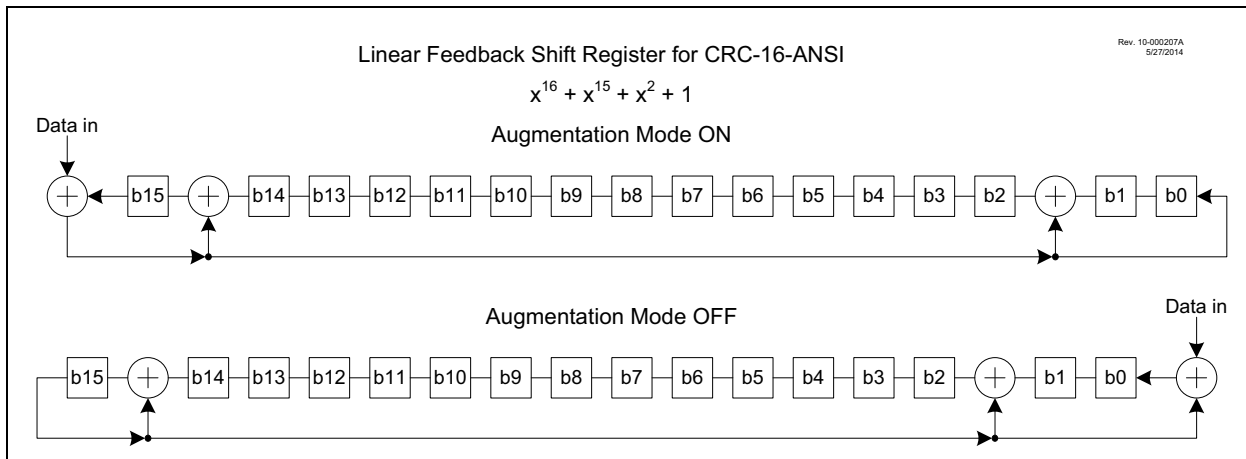 Rev. 10-000207A
5/27/2014
Linear Feedback Shift Register for CRC-16-ANSI
x^16 + x^15 + x^2 + 1
Augmentation Mode ON
Data in
b15 b14 b13 b12 b11 b10 b9 b8 b7 b6 b5 b4 b3 b2 b1 b0
Augmentation Mode OFF
Data in
b15 b14 b13 b12 b11 b10 b9 b8 b7 b6 b5 b4 b3 b2 b1 b0